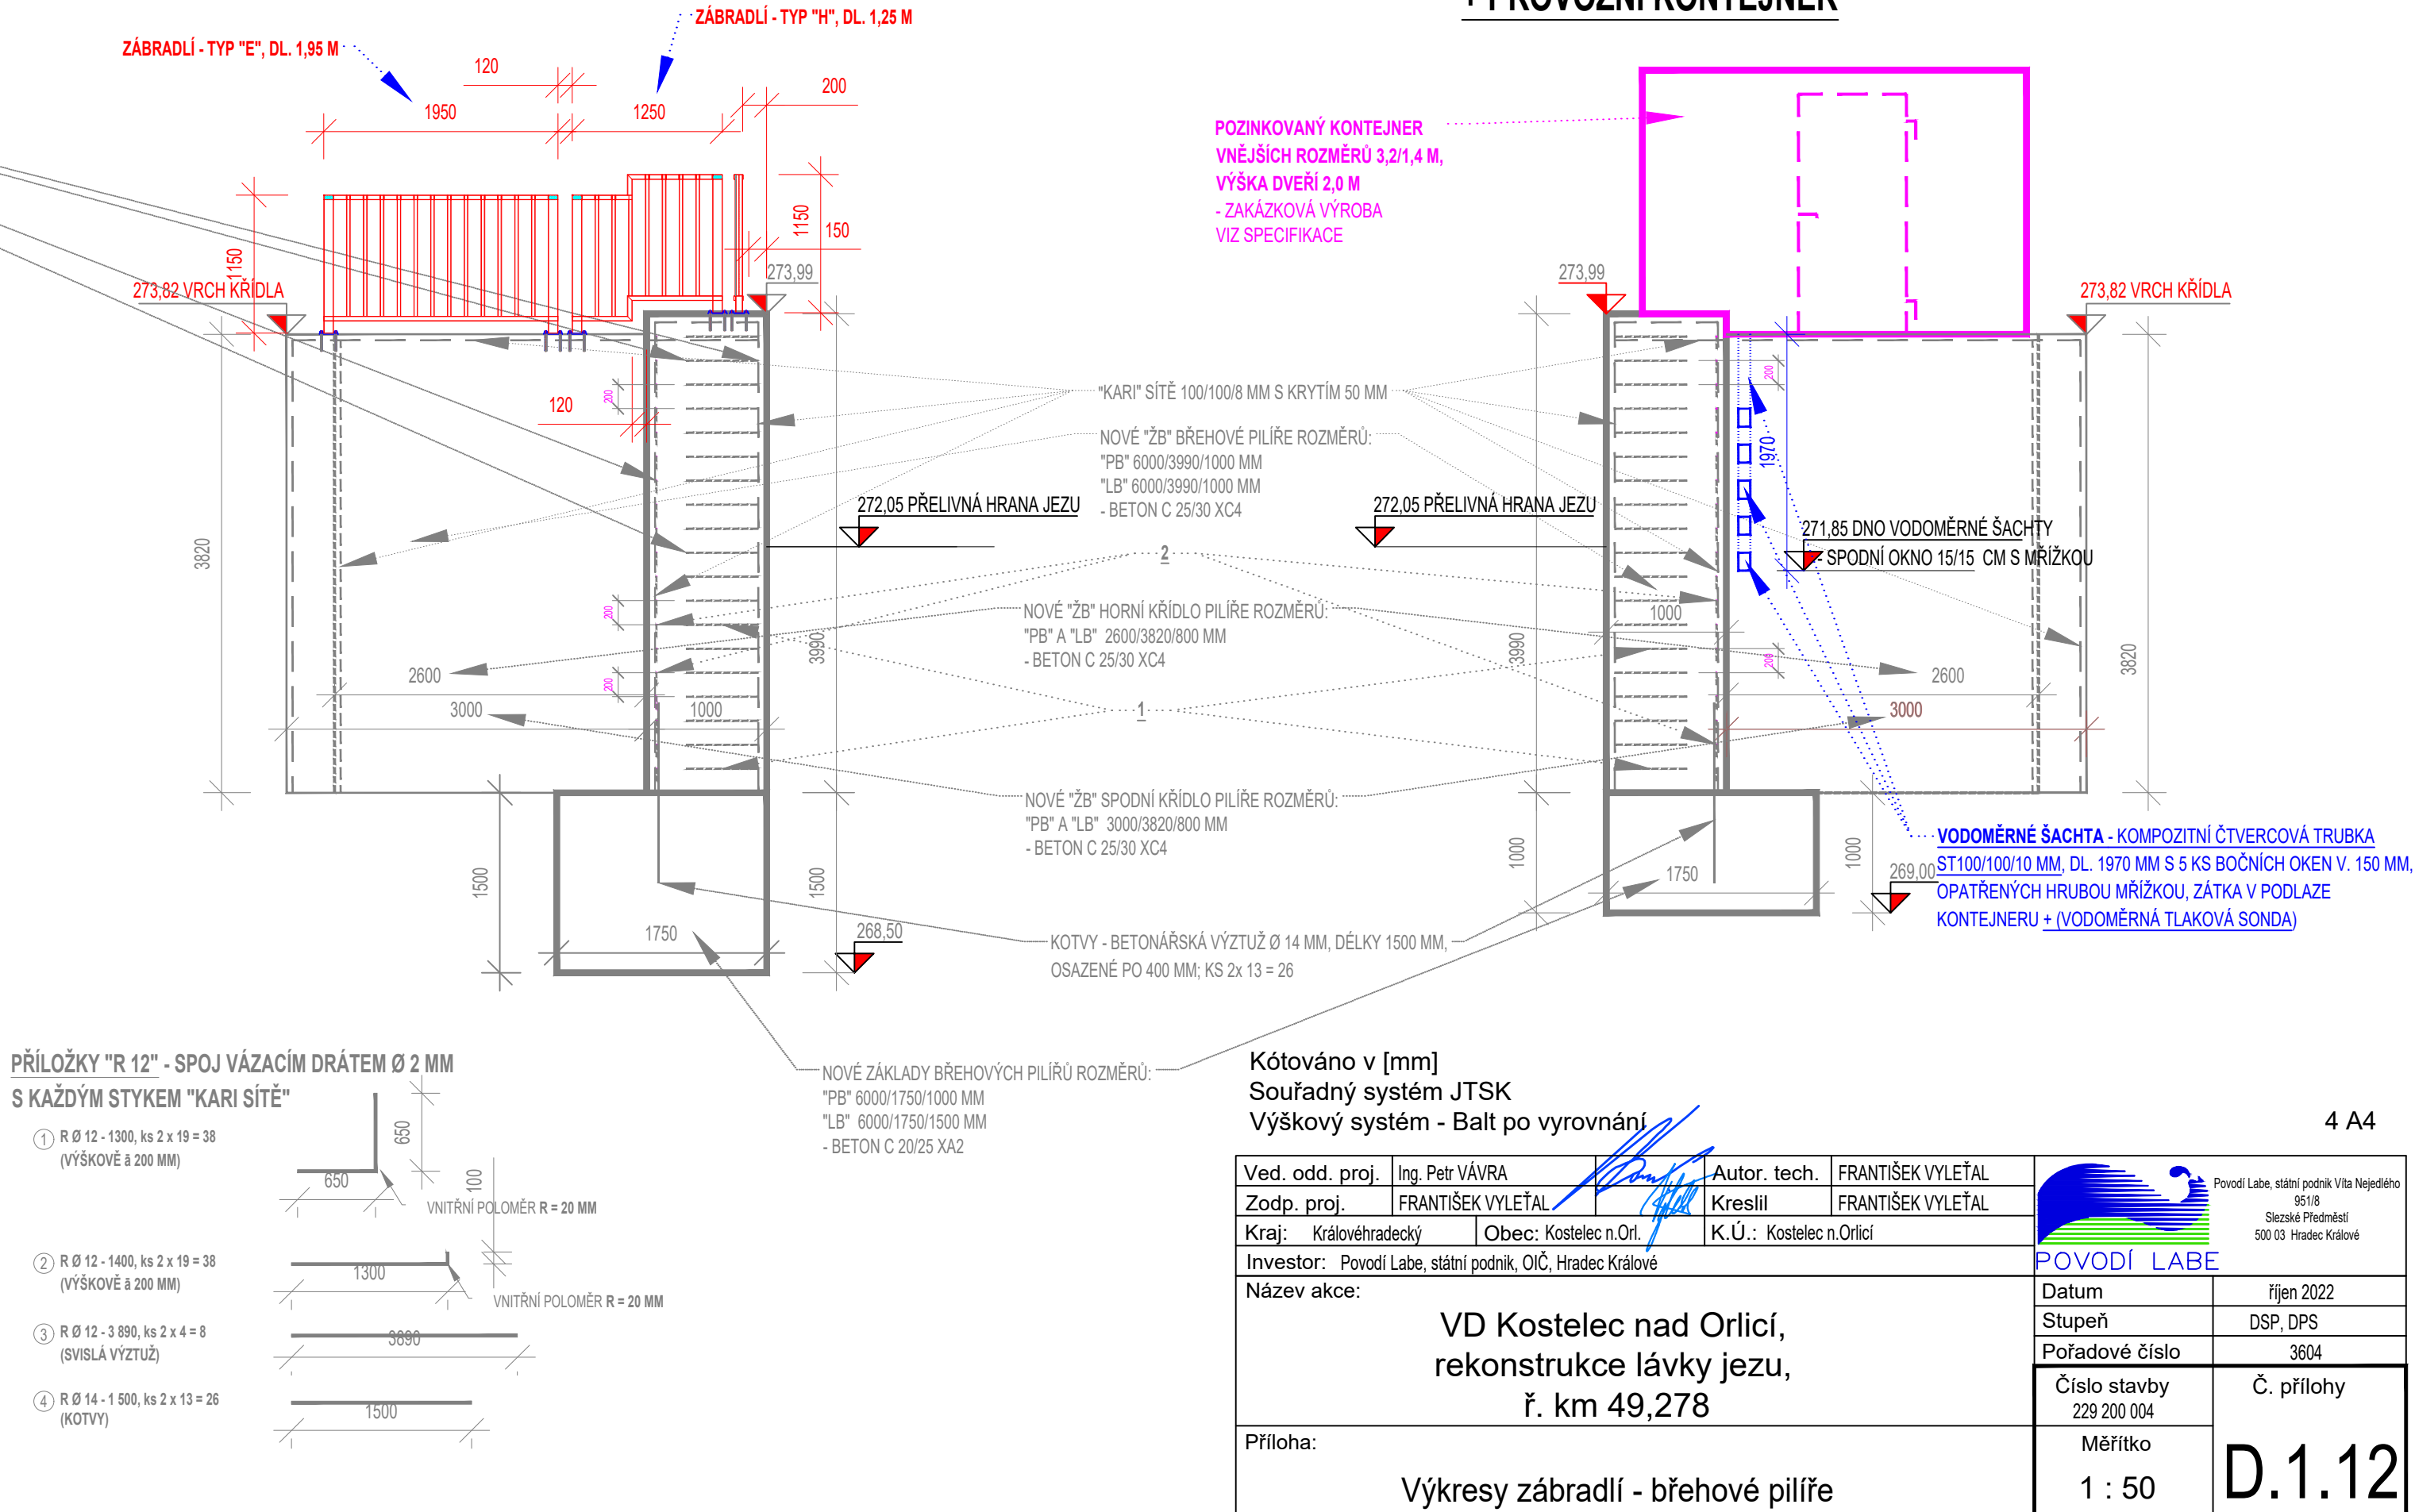 ZÁBRADLÍ - TYP "H", DL. 1,25 M
ZÁBRADLÍ - TYP "E", DL. 1,95 M
120
1950
1250
200
1150
1150
150
273,82 VRCH KŘÍDLA
273,99
120
200
3820
2600
3000
1000
3990
200
200
1500
1500
1750
268,50
272,05 PŘELIVNÁ HRANA JEZU
"KARI" SÍTĚ 100/100/8 MM S KRYTÍM 50 MM
NOVÉ "ŽB" BŘEHOVÉ PILÍŘE ROZMĚRŮ:
"PB" 6000/3990/1000 MM
"LB" 6000/3990/1000 MM
- BETON C 25/30 XC4
2
NOVÉ "ŽB" HORNÍ KŘÍDLO PILÍŘE ROZMĚRŮ:
"PB" A "LB" 2600/3820/800 MM
- BETON C 25/30 XC4
1
NOVÉ "ŽB" SPODNÍ KŘÍDLO PILÍŘE ROZMĚRŮ:
"PB" A "LB" 3000/3820/800 MM
- BETON C 25/30 XC4
KOTVY - BETONÁŘSKÁ VÝZTUŽ Ø 14 MM, DÉLKY 1500 MM,
OSAZENÉ PO 400 MM; KS 2x 13 = 26
NOVÉ ZÁKLADY BŘEHOVÝCH PILÍŘŮ ROZMĚRŮ:
"PB" 6000/1750/1000 MM
"LB" 6000/1750/1500 MM
- BETON C 20/25 XA2
+ PROVOZNÍ KONTEJNER
POZINKOVANÝ KONTEJNER
VNĚJŠÍCH ROZMĚRŮ 3,2/1,4 M,
VÝŠKA DVEŘÍ 2,0 M
- ZAKÁZKOVÁ VÝROBA
VIZ SPECIFIKACE
273,99
273,82 VRCH KŘÍDLA
200
1970
272,05 PŘELIVNÁ HRANA JEZU
271,85 DNO VODOMĚRNÉ ŠACHTY
- SPODNÍ OKNO 15/15 CM S MŘÍŽKOU
1000
3990
200
2600
3000
3820
1000
1000
1750
269,00
VODOMĚRNÉ ŠACHTA - KOMPOZITNÍ ČTVERCOVÁ TRUBKA
ST100/100/10 MM, DL. 1970 MM S 5 KS BOČNÍCH OKEN V. 150 MM,
OPATŘENÝCH HRUBOU MŘÍŽKOU, ZÁTKA V PODLAZE
KONTEJNERU + (VODOMĚRNÁ TLAKOVÁ SONDA)
PŘÍLOŽKY "R 12" - SPOJ VÁZACÍM DRÁTEM Ø 2 MM
S KAŽDÝM STYKEM "KARI SÍTĚ"
1 R Ø 12 - 1300, ks 2 x 19 = 38
(VÝŠKOVĚ ā 200 MM)
650
650
VNITŘNÍ POLOMĚR R = 20 MM
2 R Ø 12 - 1400, ks 2 x 19 = 38
(VÝŠKOVĚ ā 200 MM)
100
1300
VNITŘNÍ POLOMĚR R = 20 MM
3 R Ø 12 - 3 890, ks 2 x 4 = 8
(SVISLÁ VÝZTUŽ)
3890
4 R Ø 14 - 1 500, ks 2 x 13 = 26
(KOTVY)
1500
Kótováno v [mm]
Souřadný systém JTSK
Výškový systém - Balt po vyrovnání
4 A4
Ved. odd. proj. Ing. Petr VÁVRA Autor. tech. FRANTIŠEK VYLEŤAL
Zodp. proj. FRANTIŠEK VYLEŤAL Kreslil FRANTIŠEK VYLEŤAL
Kraj: Královéhradecký Obec: Kostelec n.Orl. K.Ú.: Kostelec n.Orlicí
Investor: Povodí Labe, státní podnik, OIČ, Hradec Králové
POVODÍ LABE
Povodí Labe, státní podnik Víta Nejedlého
951/8
Slezské Předměstí
500 03 Hradec Králové
Název akce:
VD Kostelec nad Orlicí,
rekonstrukce lávky jezu,
ř. km 49,278
Datum říjen 2022
Stupeň DSP, DPS
Pořadové číslo 3604
Číslo stavby
229 200 004
Č. přílohy
D.1.12
Měřítko
1 : 50
Příloha:
Výkresy zábradlí - břehové pilíře